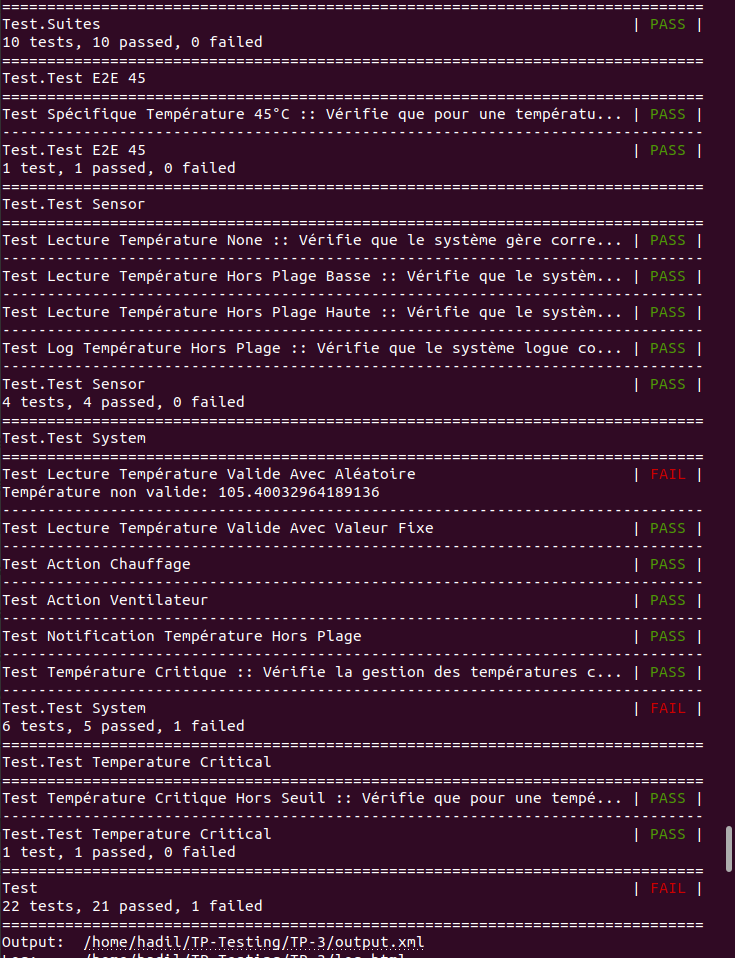 ==============================================================================
Test.Suites | PASS |
10 tests, 10 passed, 0 failed
==============================================================================
Test.Test E2E 45
==============================================================================
Test Spécifique Température 45°C :: Vérifie que pour une températu... | PASS |
------------------------------------------------------------------------------
Test.Test E2E 45 | PASS |
1 test, 1 passed, 0 failed
==============================================================================
Test.Test Sensor
==============================================================================
Test Lecture Température None :: Vérifie que le système gère corre... | PASS |
------------------------------------------------------------------------------
Test Lecture Température Hors Plage Basse :: Vérifie que le systèm... | PASS |
------------------------------------------------------------------------------
Test Lecture Température Hors Plage Haute :: Vérifie que le systèm... | PASS |
------------------------------------------------------------------------------
Test Log Température Hors Plage :: Vérifie que le système logue co... | PASS |
------------------------------------------------------------------------------
Test.Test Sensor | PASS |
4 tests, 4 passed, 0 failed
==============================================================================
Test.Test System
==============================================================================
Test Lecture Température Valide Avec Aléatoire | FAIL |
Température non valide: 105.40032964189136
------------------------------------------------------------------------------
Test Lecture Température Valide Avec Valeur Fixe | PASS |
------------------------------------------------------------------------------
Test Action Chauffage | PASS |
------------------------------------------------------------------------------
Test Action Ventilateur | PASS |
------------------------------------------------------------------------------
Test Notification Température Hors Plage | PASS |
------------------------------------------------------------------------------
Test Température Critique :: Vérifie la gestion des températures c... | PASS |
------------------------------------------------------------------------------
Test.Test System | FAIL |
6 tests, 5 passed, 1 failed
==============================================================================
Test.Test Temperature Critical
==============================================================================
Test Température Critique Hors Seuil :: Vérifie que pour une tempé... | PASS |
------------------------------------------------------------------------------
Test.Test Temperature Critical | PASS |
1 test, 1 passed, 0 failed
==============================================================================
Test | FAIL |
22 tests, 21 passed, 1 failed
==============================================================================
Output:  /home/hadil/TP-Testing/TP-3/output.xml
Log:     /home/hadil/TP-Testing/TP-3/log.html